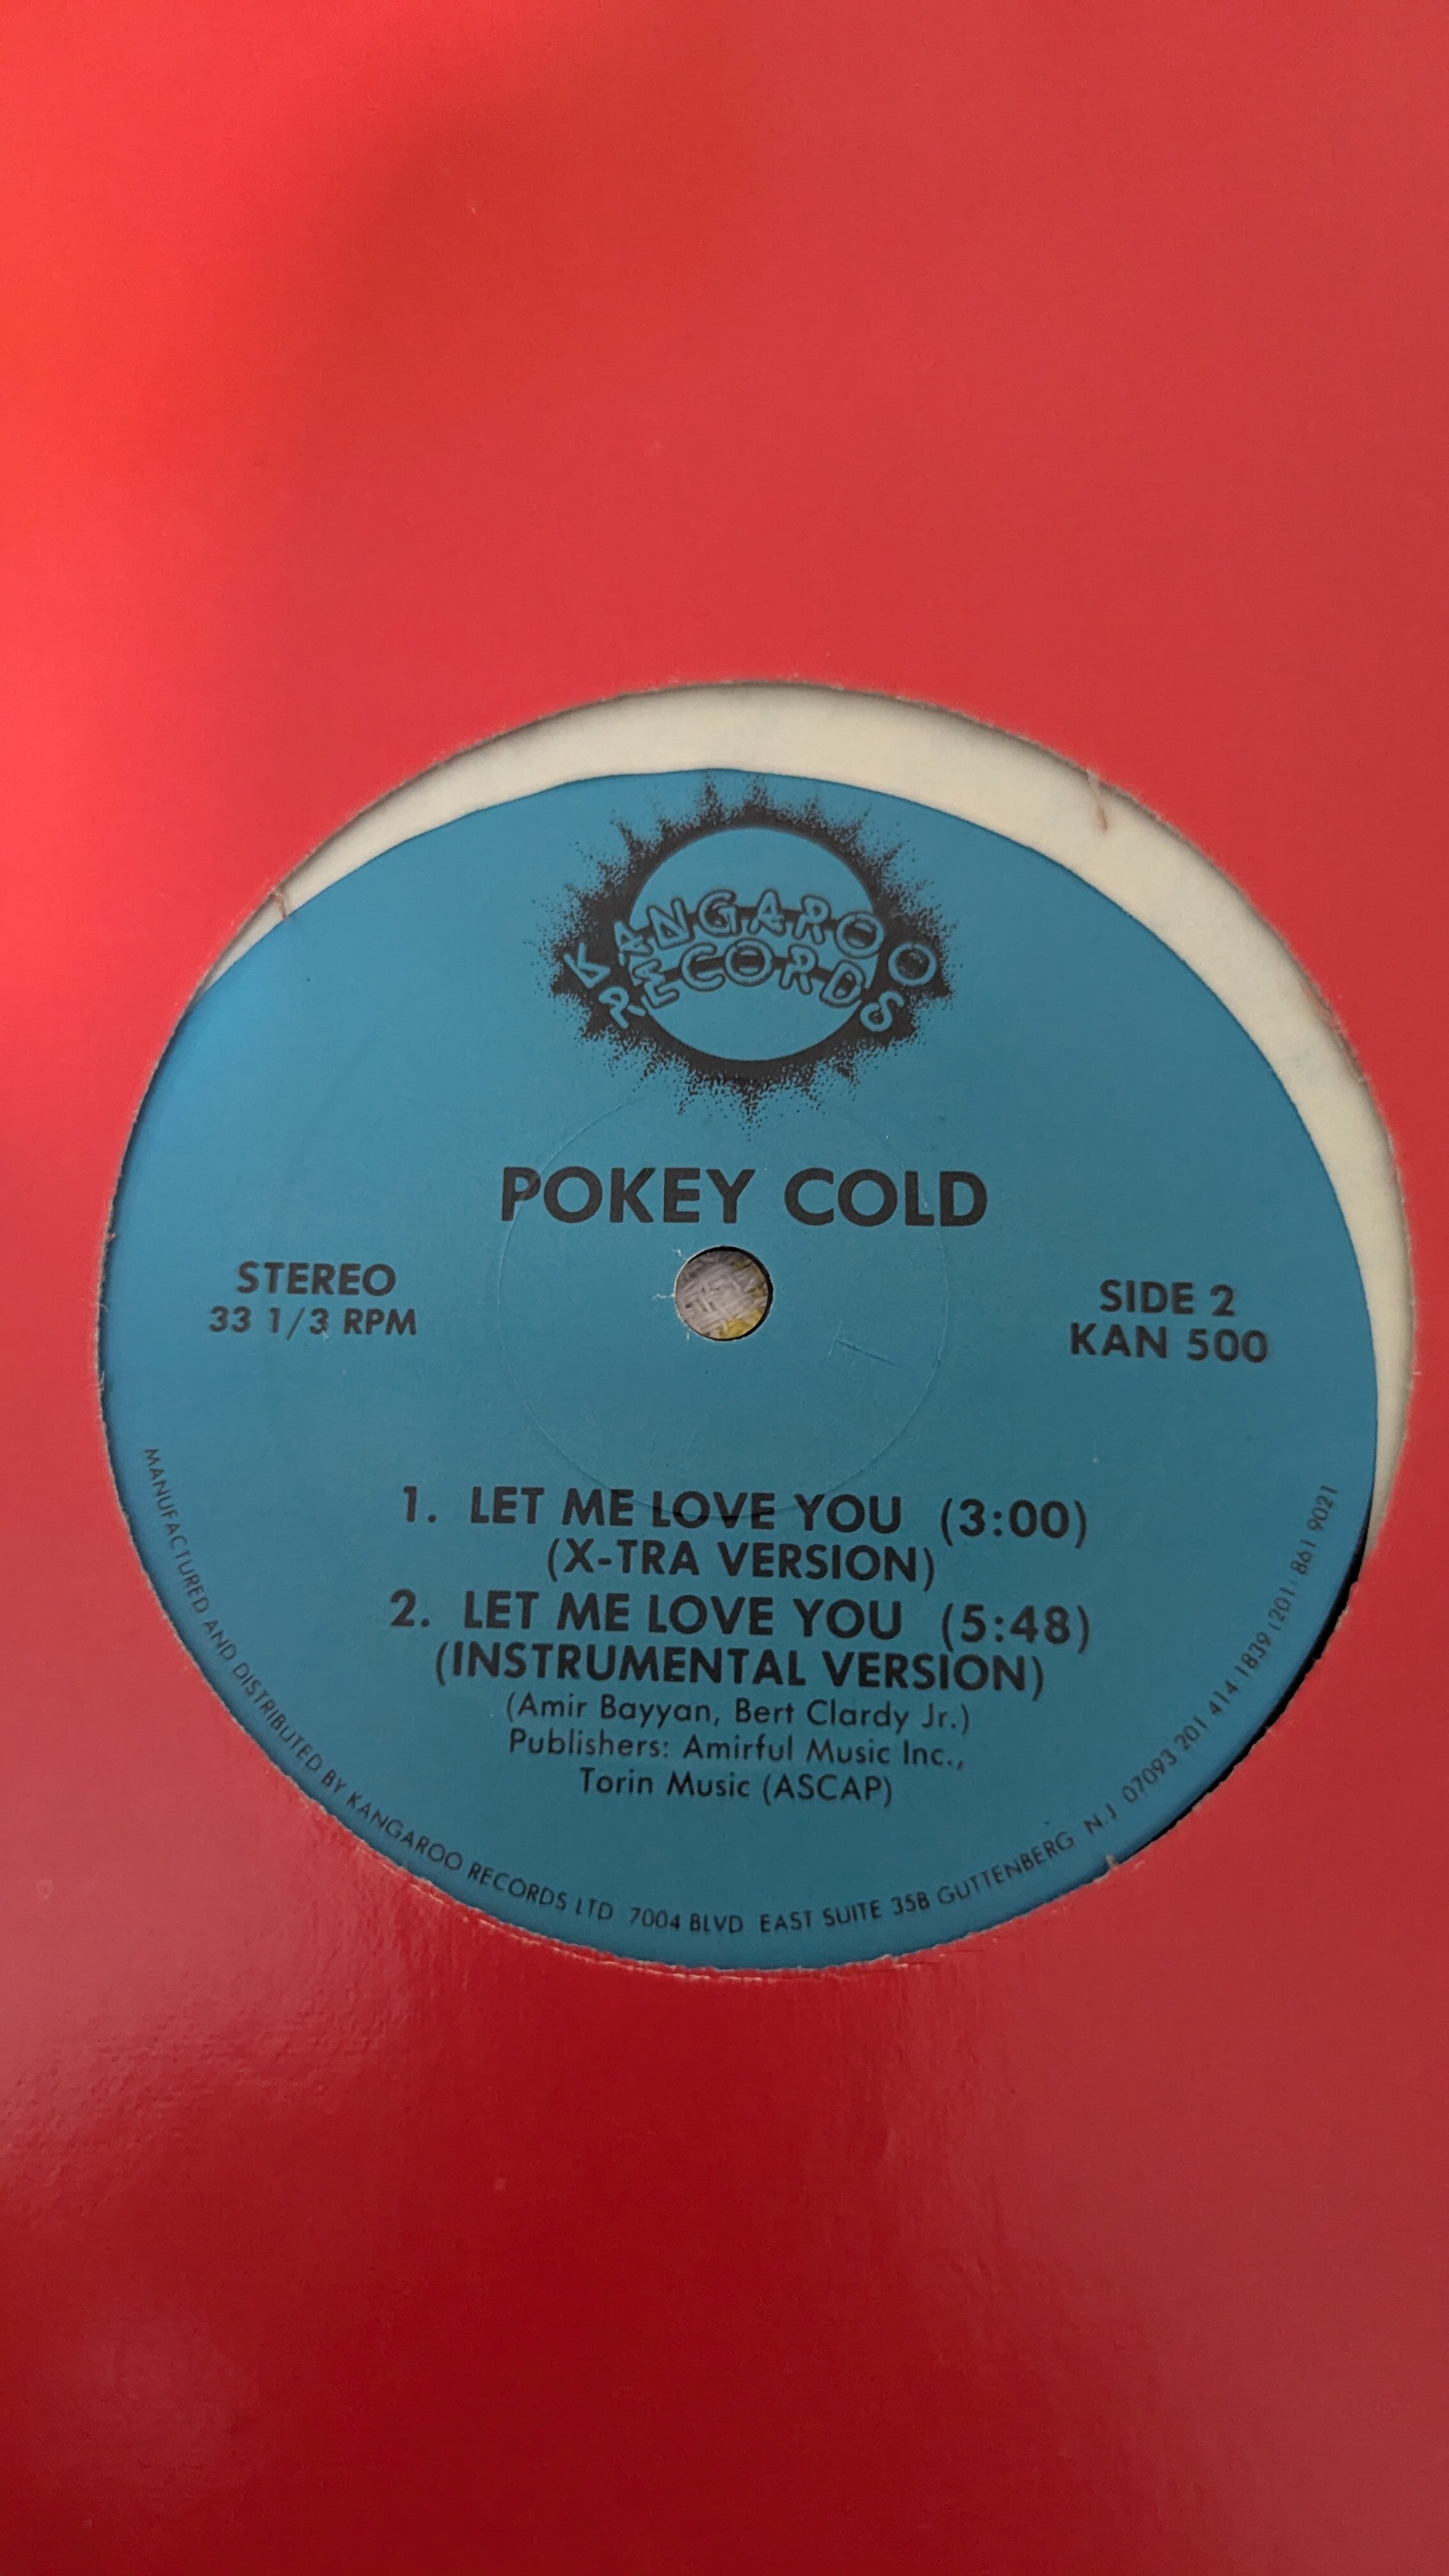 KANGAROO
RECORDS
POKEY COLD
STEREO
33 1/3 RPM
SIDE 2
KAN 500
1. LET ME LOVE YOU (3:00)
(X-TRA VERSION)
2. LET ME LOVE YOU (5:48)
(INSTRUMENTAL VERSION)
(Amir Bayyan, Bert Clardy Jr.)
Publishers: Amirful Music Inc.,
Torin Music (ASCAP)
MANUFACTURED AND DISTRIBUTED BY KANGAROO RECORDS LTD 7004 BLVD EAST SUITE 35B GUTTENBERG N.J. 07093 201 414 1839 (201) 861 9021